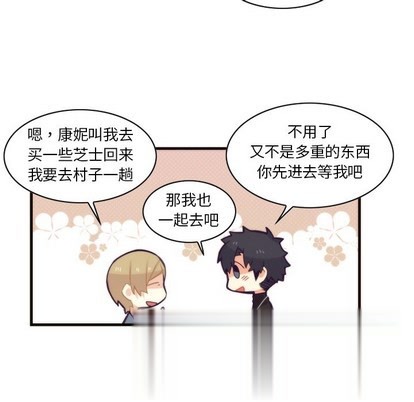 嗯，康妮叫我去
买一些芝士回来
我要去村子一趟
那我也
一起去吧
不用了
又不是多重的东西
你先进去等我吧